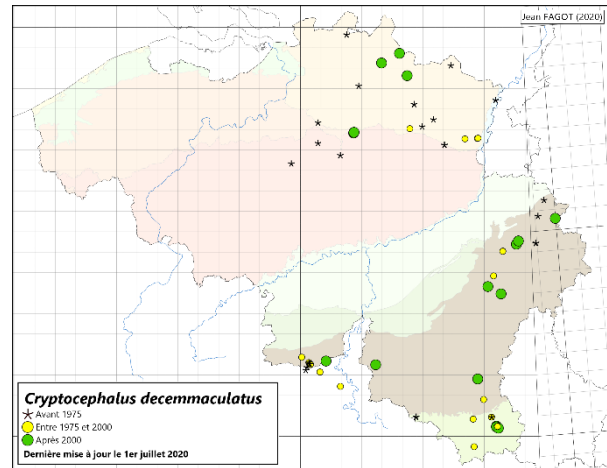 Jean FAGOT (2020)
Cryptocephalus decemmaculatus
Avant 1975
Entre 1975 et 2000
Après 2000
Dernière mise à jour le 1er juillet 2020